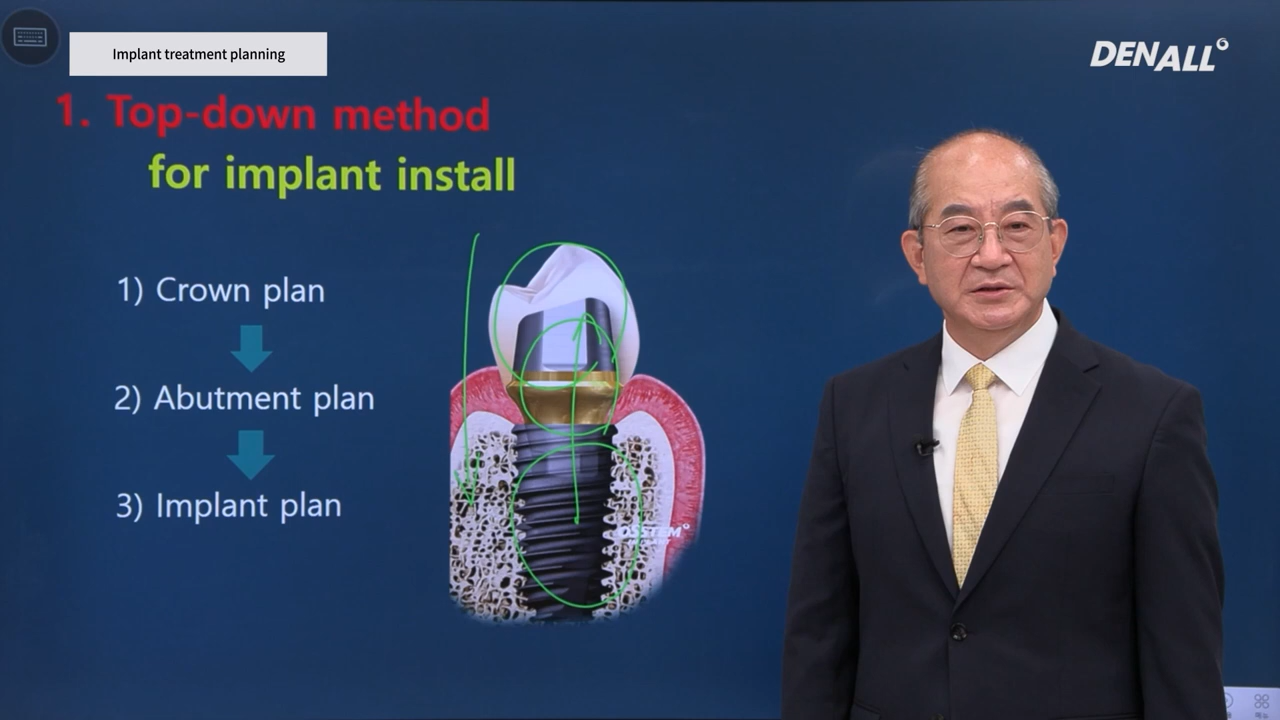 Implant treatment planning
DENALL
1. Top-down method
for implant install
1) Crown plan
2) Abutment plan
3) Implant plan
OSSTEM